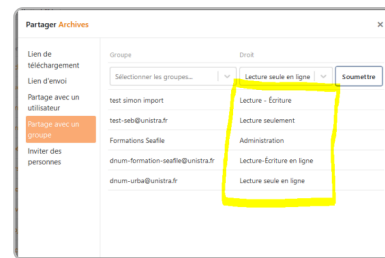 Partager Archives
×
Lien de
téléchargement
Lien d'envoi
Partage avec un
utilisateur
Partage avec un
groupe
Inviter des
personnes
Groupe Droit
Sélectionner les groupes... Lecture seule en ligne Soumettre
test simon import Lecture - Écriture
test-seb@unistra.fr Lecture seulement
Formations Seafile Administration
dnum-formation-seafile@unistra.fr Lecture-Écriture en ligne
dnum-urba@unistra.fr Lecture seule en ligne